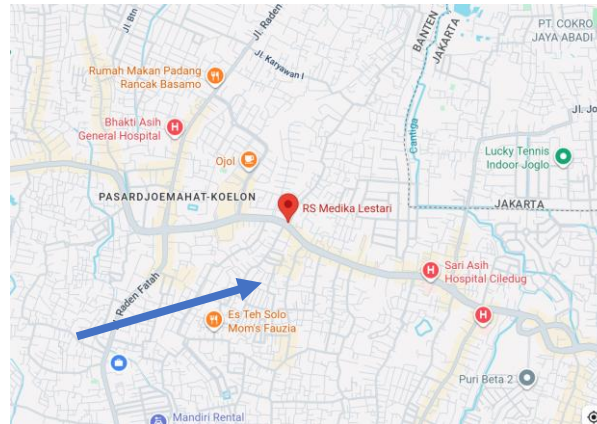 Jl. Btn
Jl. Raden
BANTEN
JAKARTA
PT. COKRO
JAYA ABADI
Rumah Makan Padang
Rancak Basamo
Jl. Karyawan I
Jl. Jo
Bhakti Asih
General Hospital
H
Cantiga
Lucky Tennis
Indoor Joglo
Ojol
PASARDJOEMAHAT-KOELON
RS Medika Lestari
JAKARTA
Sari Asih
Hospital Ciledug
H
Raden Fatah
Es Teh Solo
Mom's Fauzia
H
Puri Beta 2
Mandiri Rental